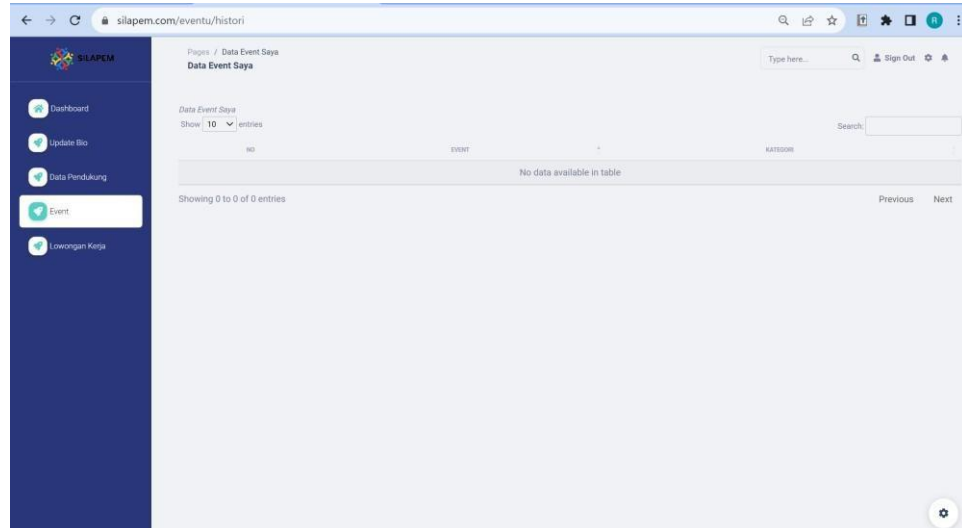 silapem.com/eventu/histori
R
SILAPEM
Pages / Data Event Saya
Data Event Saya
Type here...
Sign Out
Dashboard
Update Bio
Data Pendukung
Event
Lowongan Kerja
Data Event Saya
Show 10 entries
Search:
NO EVENT KATEGORI
No data available in table
Showing 0 to 0 of 0 entries
Previous Next